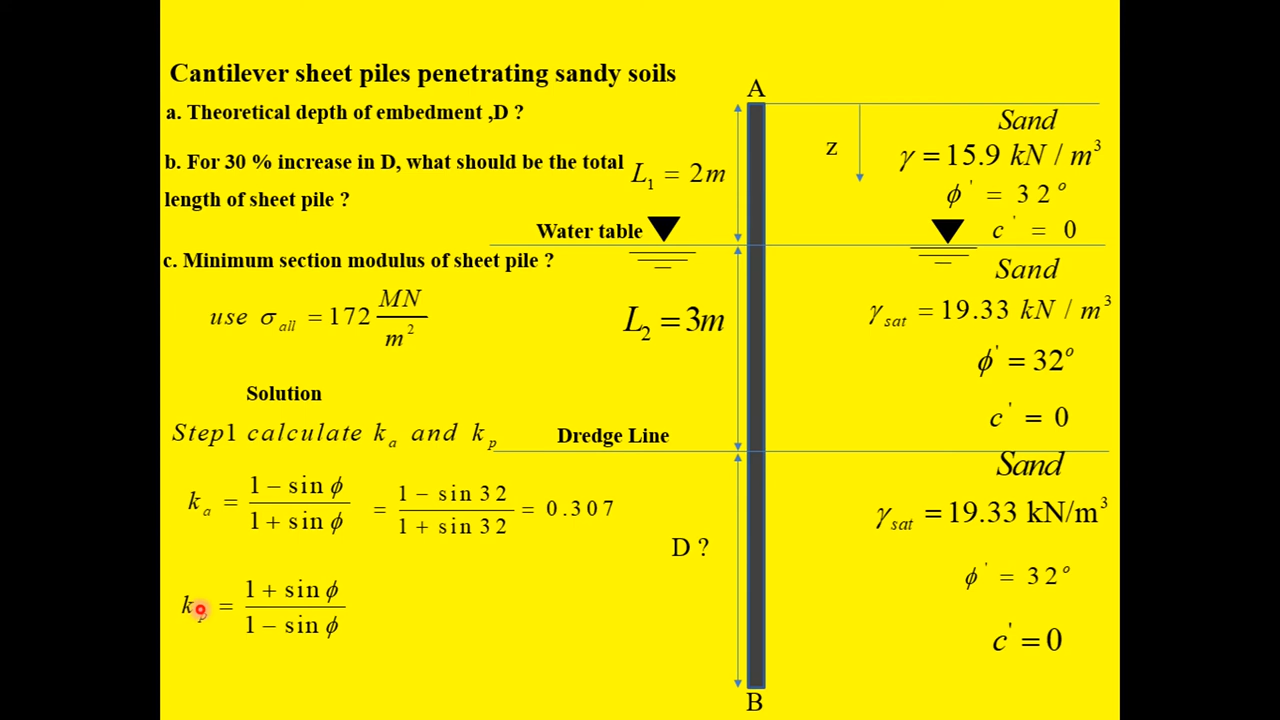 Cantilever sheet piles penetrating sandy soils
a. Theoretical depth of embedment ,D ?
b. For 30 % increase in D, what should be the total
length of sheet pile ?
c. Minimum section modulus of sheet pile ?
use σ_all = 172 MN/m²
Solution
Step1 calculate k_a and k_p
k_a = (1 − sin ϕ)/(1 + sin ϕ) = (1 − sin 32)/(1 + sin 32) = 0.307
k_p = (1 + sin ϕ)/(1 − sin ϕ)
A
L₁ = 2m
Water table
L₂ = 3m
Dredge Line
D ?
B
z
Sand
γ = 15.9 kN / m³
ϕ' = 32°
c' = 0
Sand
γ_sat = 19.33 kN / m³
ϕ' = 32°
c' = 0
Sand
γ_sat = 19.33 kN/m³
ϕ' = 32°
c' = 0